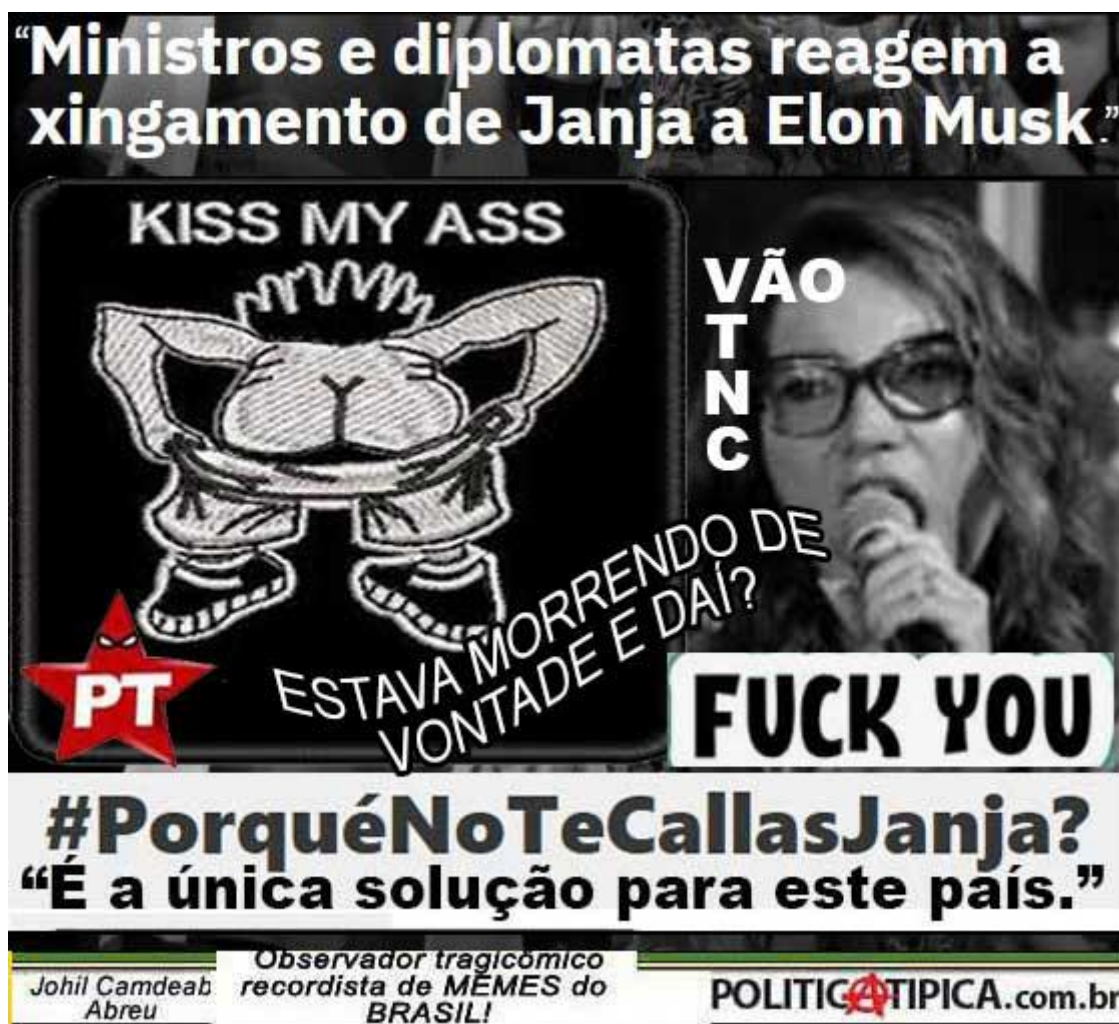 “Ministros e diplomatas reagem a
xingamento de Janja a Elon Musk.”
KISS MY ASS
VÃO
T
N
C
ESTAVA MORRENDO DE
VONTADE E DAÍ?
PT
FUCK YOU
#PorquéNoTeCallasJanja?
“É a única solução para este país.”
Johil Camdeab
Abreu
Observador tragicômico
recordista de MEMES do
BRASIL!
POLITICATIPICA.com.br